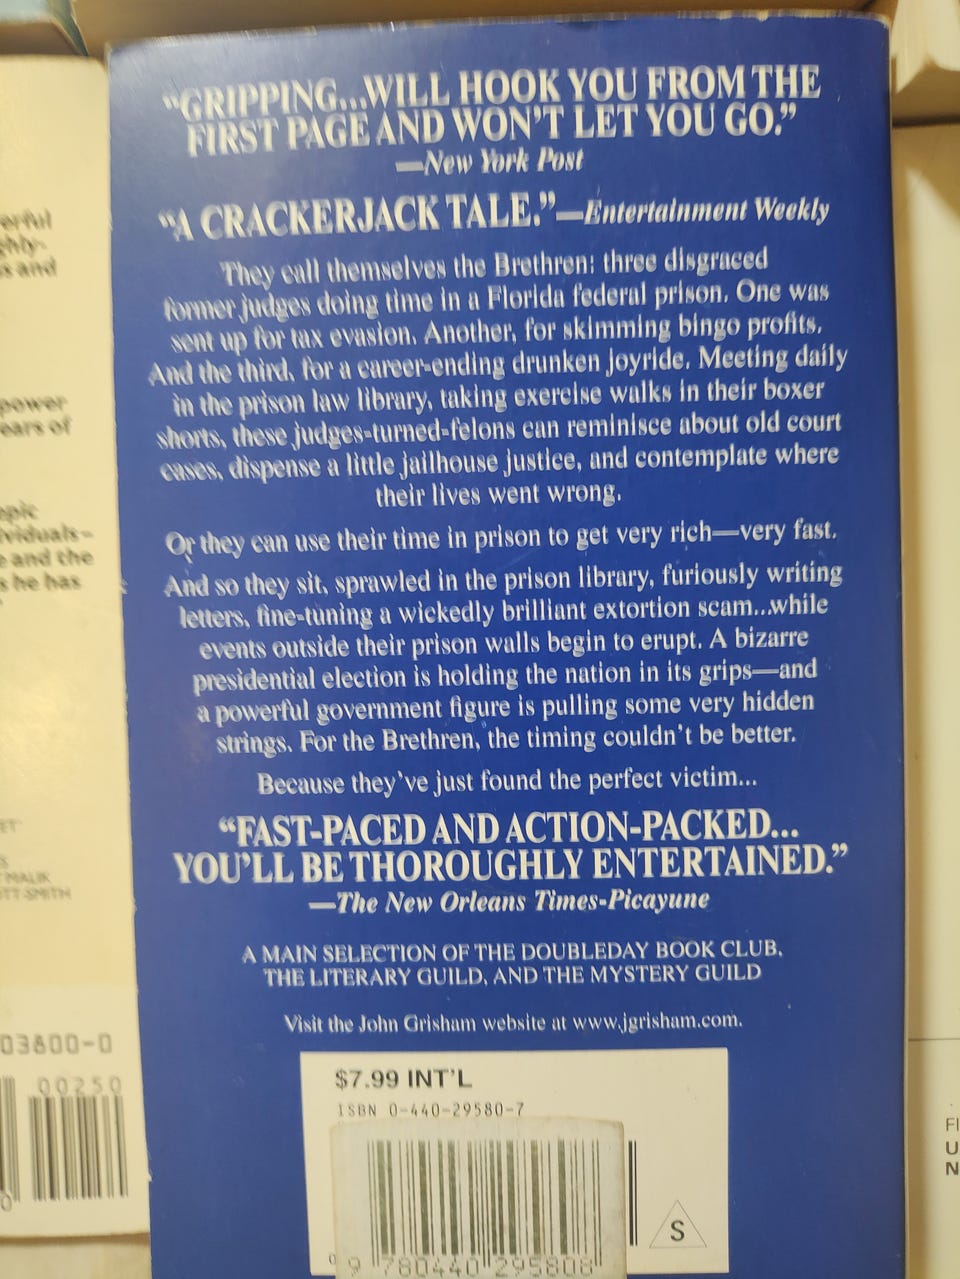 "GRIPPING...WILL HOOK YOU FROM THE
FIRST PAGE AND WON'T LET YOU GO."
—New York Post
"A CRACKERJACK TALE."—Entertainment Weekly
They call themselves the Brethren: three disgraced
former judges doing time in a Florida federal prison. One was
sent up for tax evasion. Another, for skimming bingo profits.
And the third, for a career-ending drunken joyride. Meeting daily
in the prison law library, taking exercise walks in their boxer
shorts, these judges-turned-felons can reminisce about old court
cases, dispense a little jailhouse justice, and contemplate where
their lives went wrong.
Or they can use their time in prison to get very rich—very fast.
And so they sit, sprawled in the prison library, furiously writing
letters, fine-tuning a wickedly brilliant extortion scam...while
events outside their prison walls begin to erupt. A bizarre
presidential election is holding the nation in its grips—and
a powerful government figure is pulling some very hidden
strings. For the Brethren, the timing couldn't be better.
Because they've just found the perfect victim...
"FAST-PACED AND ACTION-PACKED...
YOU'LL BE THOROUGHLY ENTERTAINED."
—The New Orleans Times-Picayune
A MAIN SELECTION OF THE DOUBLEDAY BOOK CLUB,
THE LITERARY GUILD, AND THE MYSTERY GUILD
Visit the John Grisham website at www.jgrisham.com.
$7.99 INT'L
ISBN 0-440-29580-7
9 780440 295808
S
s and
power
ears of
epic
e and the
s he has
MALIK
03800-0
00250